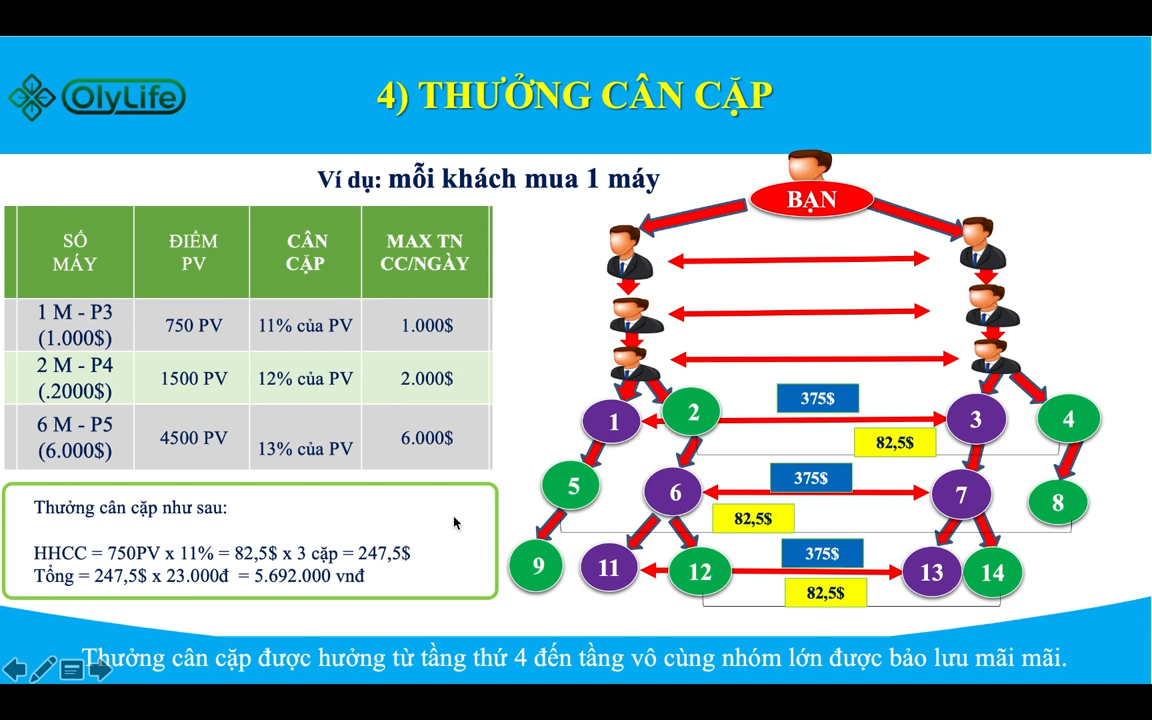 OlyLife
4) THƯỞNG CÂN CẶP
Ví dụ: mỗi khách mua 1 máy
BẠN
SỐ MÁY
ĐIỂM PV
CÂN CẶP
MAX TN CC/NGÀY
1 M - P3 (1.000$)
750 PV
11% của PV
1.000$
2 M - P4 (.2000$)
1500 PV
12% của PV
2.000$
6 M - P5 (6.000$)
4500 PV
13% của PV
6.000$
Thưởng cân cặp như sau:
HHCC = 750PV x 11% = 82,5$ x 3 cặp = 247,5$
Tổng = 247,5$ x 23.000đ = 5.692.000 vnđ
375$
1
2
3
4
82,5$
375$
5
6
7
8
82,5$
375$
9
11
12
13
14
82,5$
Thưởng cân cặp được hưởng từ tầng thứ 4 đến tầng vô cùng nhóm lớn được bảo lưu mãi mãi.